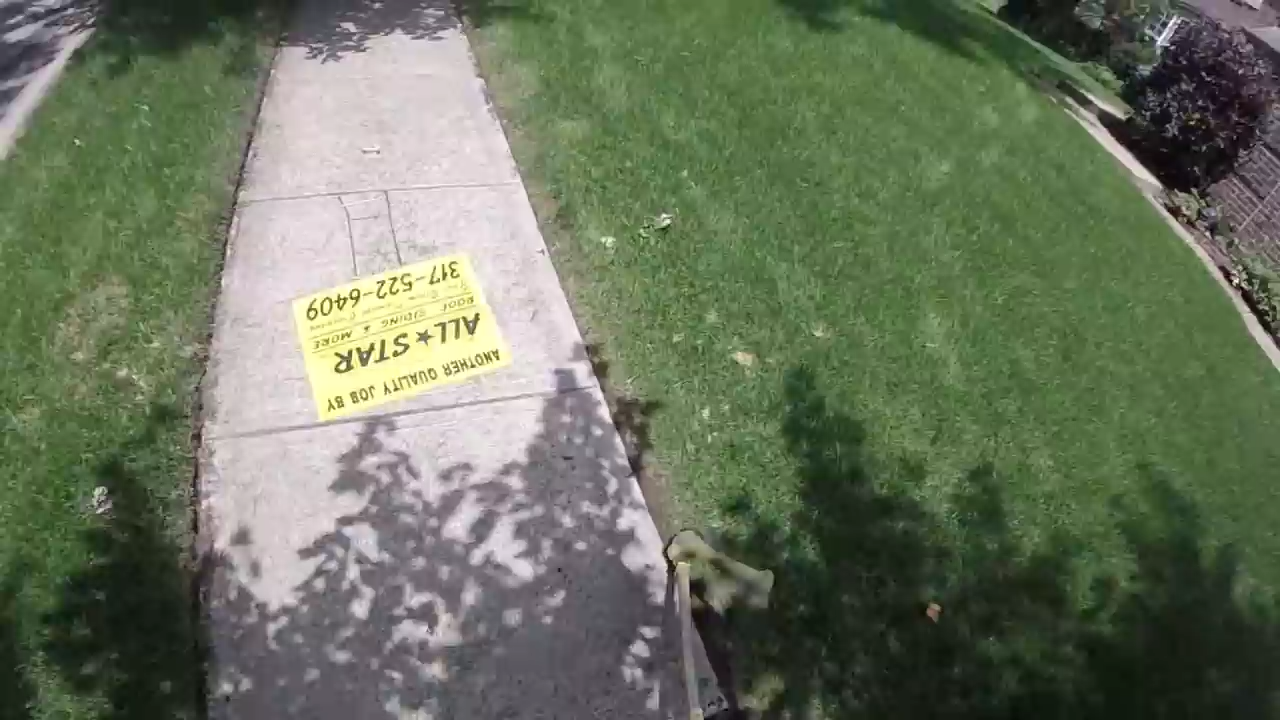 ANOTHER QUALITY JOB BY
ALL★STAR
ROOF SIDING & MORE
317-522-6409